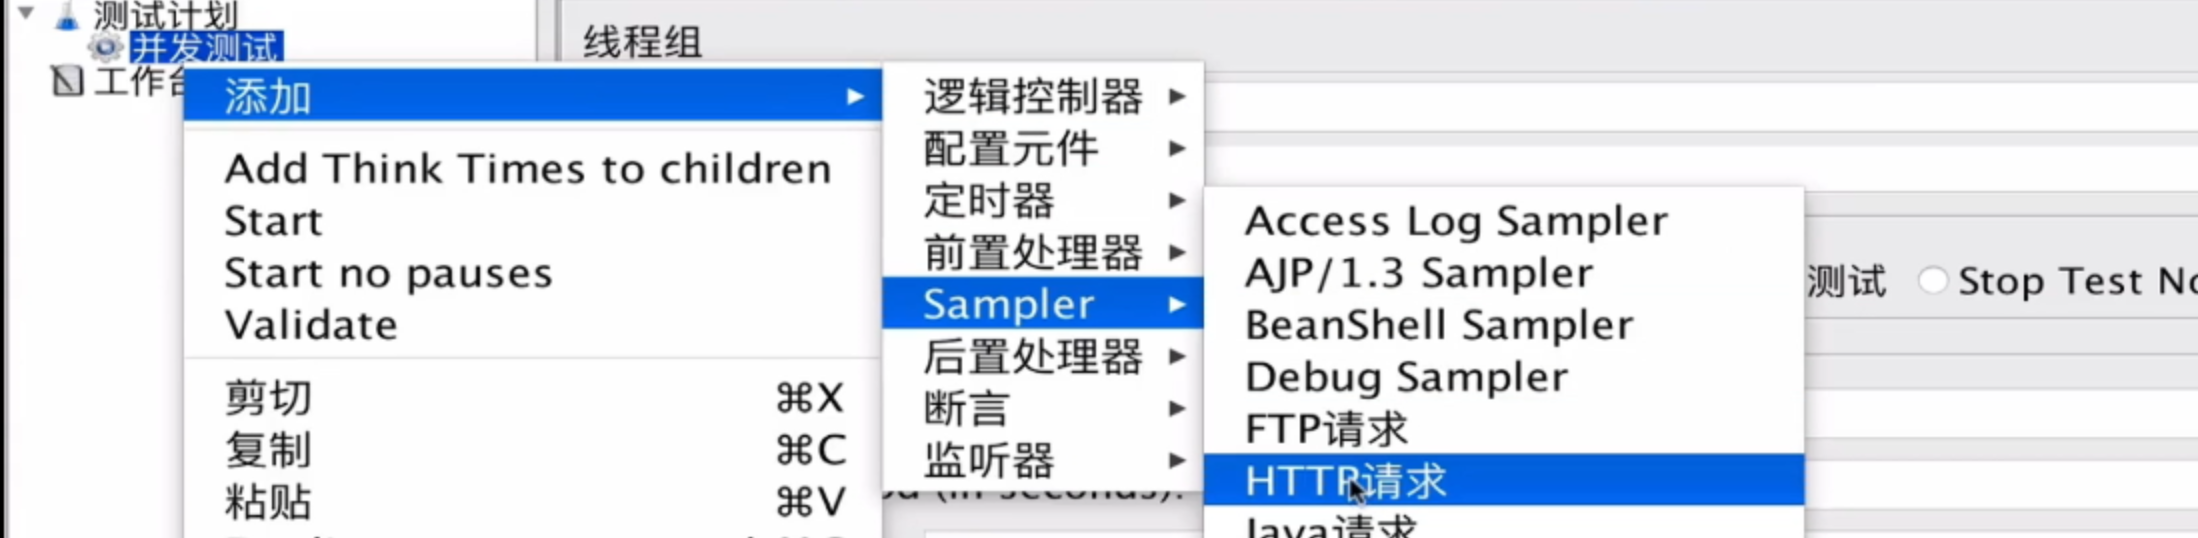 测试计划
并发测试
工作台
线程组
添加
Add Think Times to children
Start
Start no pauses
Validate
剪切 ⌘X
复制 ⌘C
粘贴 ⌘V
逻辑控制器
配置元件
定时器
前置处理器
Sampler
后置处理器
断言
监听器
Access Log Sampler
AJP/1.3 Sampler
BeanShell Sampler
Debug Sampler
FTP请求
HTTP请求
Java请求
测试 Stop Test No
(in seconds):